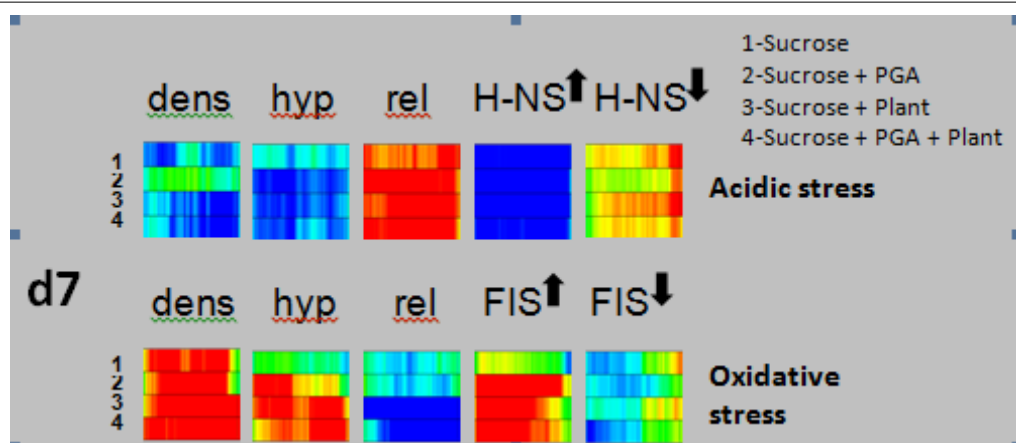 1-Sucrose
2-Sucrose + PGA
3-Sucrose + Plant
4-Sucrose + PGA + Plant
dens hyp rel H-NS⬆ H-NS⬇
1
2
3
4
Acidic stress
d7
dens hyp rel FIS⬆ FIS⬇
1
2
3
4
Oxidative
stress